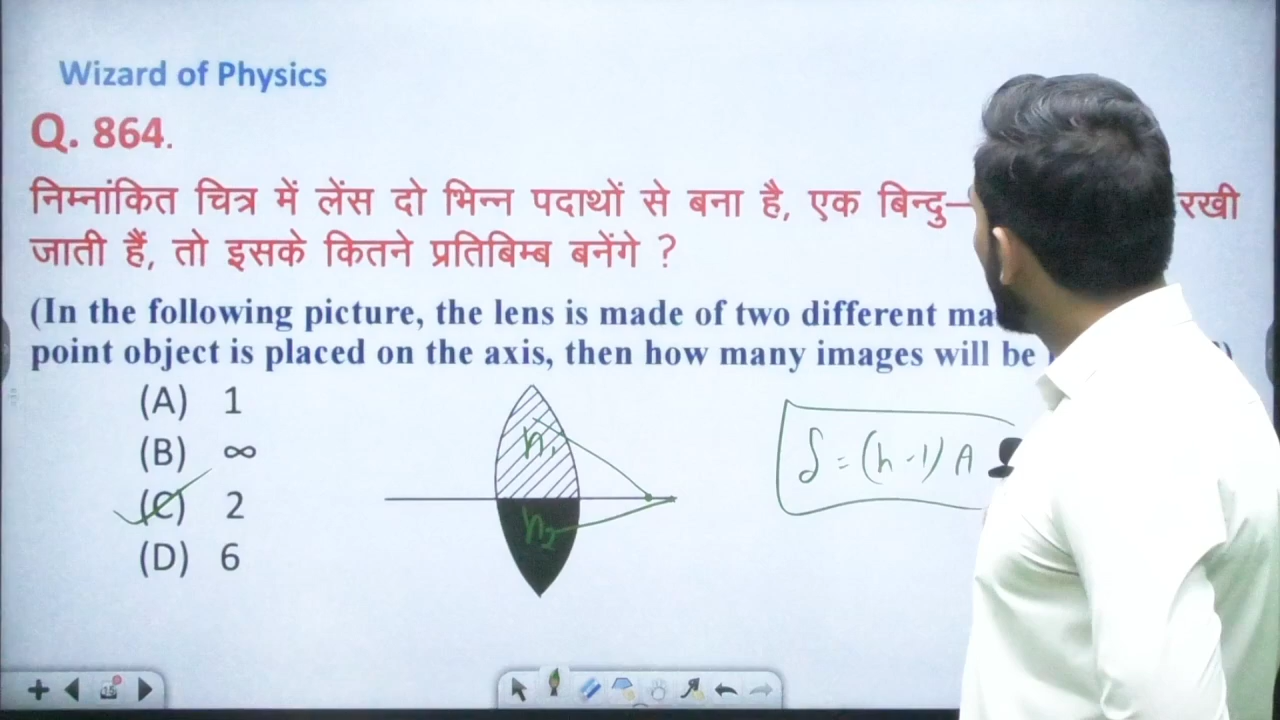 Wizard of Physics
Q. 864.
निम्नांकित चित्र में लेंस दो भिन्न पदाथों से बना है, एक बिन्दु– रखी
जाती हैं, तो इसके कितने प्रतिबिम्ब बनेंगे ?
(In the following picture, the lens is made of two different
point object is placed on the axis, then how many images will be
(A) 1
(B) ∞
(C) 2
(D) 6
n₁
n₂
δ = (n-1) A
15